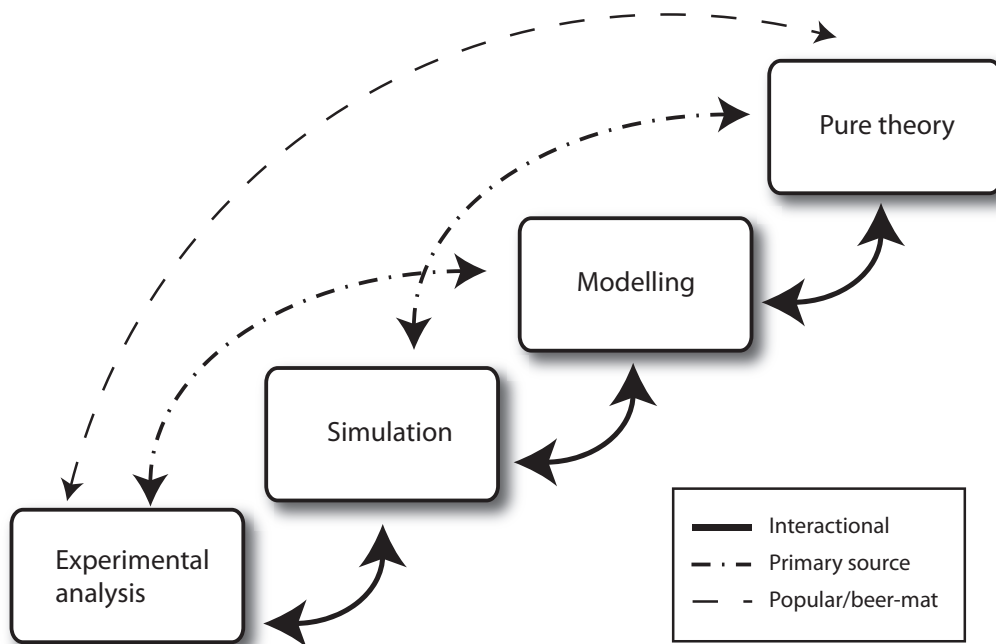 Pure theory
Modelling
Simulation
Experimental
analysis
Interactional
Primary source
Popular/beer-mat